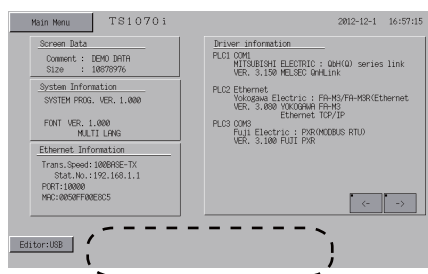 Main Menu
TS1070i
2012-12-1 16:57:15
Screen Data
Comment : DEMO DATA
Size : 10878976
System Information
SYSTEM PROG. VER. 1.000
FONT VER. 1.000
MULTI LANG
Ethernet Information
Trans.Speed:100BASE-TX
Stat.No.:192.168.1.1
PORT:10000
MAC:0050FF00E8C5
Driver information
PLC1 COM1
MITSUBISHI ELECTRIC : QnH(Q) series link
VER. 3.150 MELSEC QnHLink
PLC2 Ethernet
Yokogawa Electric : FA-M3/FA-M3R(Ethernet
VER. 3.080 YOKOGAWA FA-M3
Ethernet TCP/IP
PLC3 COM3
Fuji Electric : PXR(MODBUS RTU)
VER. 3.100 FUJI PXR
<- ->
Editor:USB